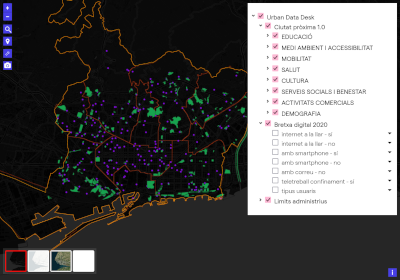 Urban Data Desk
Ciutat pròxima 1.0
EDUCACIÓ
MEDI AMBIENT I ACCESSIBILITAT
MOBILITAT
SALUT
CULTURA
SERVEIS SOCIALS I BENESTAR
ACTIVITATS COMERCIALS
DEMOGRAFIA
Bretxa digital 2020
internet a la llar - si
internet a la llar - no
amb smartphone - si
amb smartphone - no
amb correu - no
teletreball confinament - si
tipus usuaris
Limits administrius